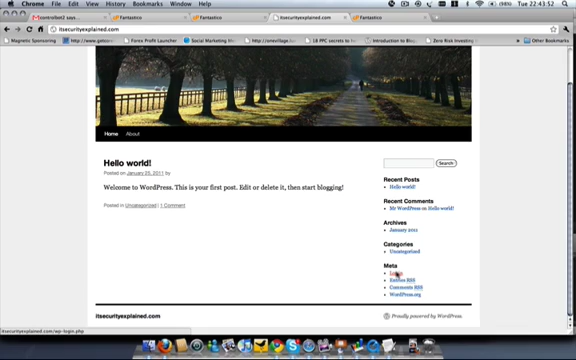 Chrome File Edit View History Bookmarks Window Help
Tue 22:43:52
Fantastico
Fantastico
itsecurityexplained.com
Fantastico
itsecurityexplained.com
Magnetic Sponsoring
Forex Profit Launcher
Social Marketing
18 PPC secrets
Introduction to Blog
Zero Risk Investing
Other Bookmarks
Home About
Hello world!
Posted on January 25, 2011 by
Welcome to WordPress. This is your first post. Edit or delete it, then start blogging!
Posted in Uncategorized | 1 Comment
Search
Recent Posts
Hello world!
Recent Comments
Mr WordPress on Hello world!
Archives
January 2011
Categories
Uncategorized
Meta
Entries RSS
Comments RSS
WordPress.org
itsecurityexplained.com
Proudly powered by WordPress.
itsecurityexplained.com/wp-login.php